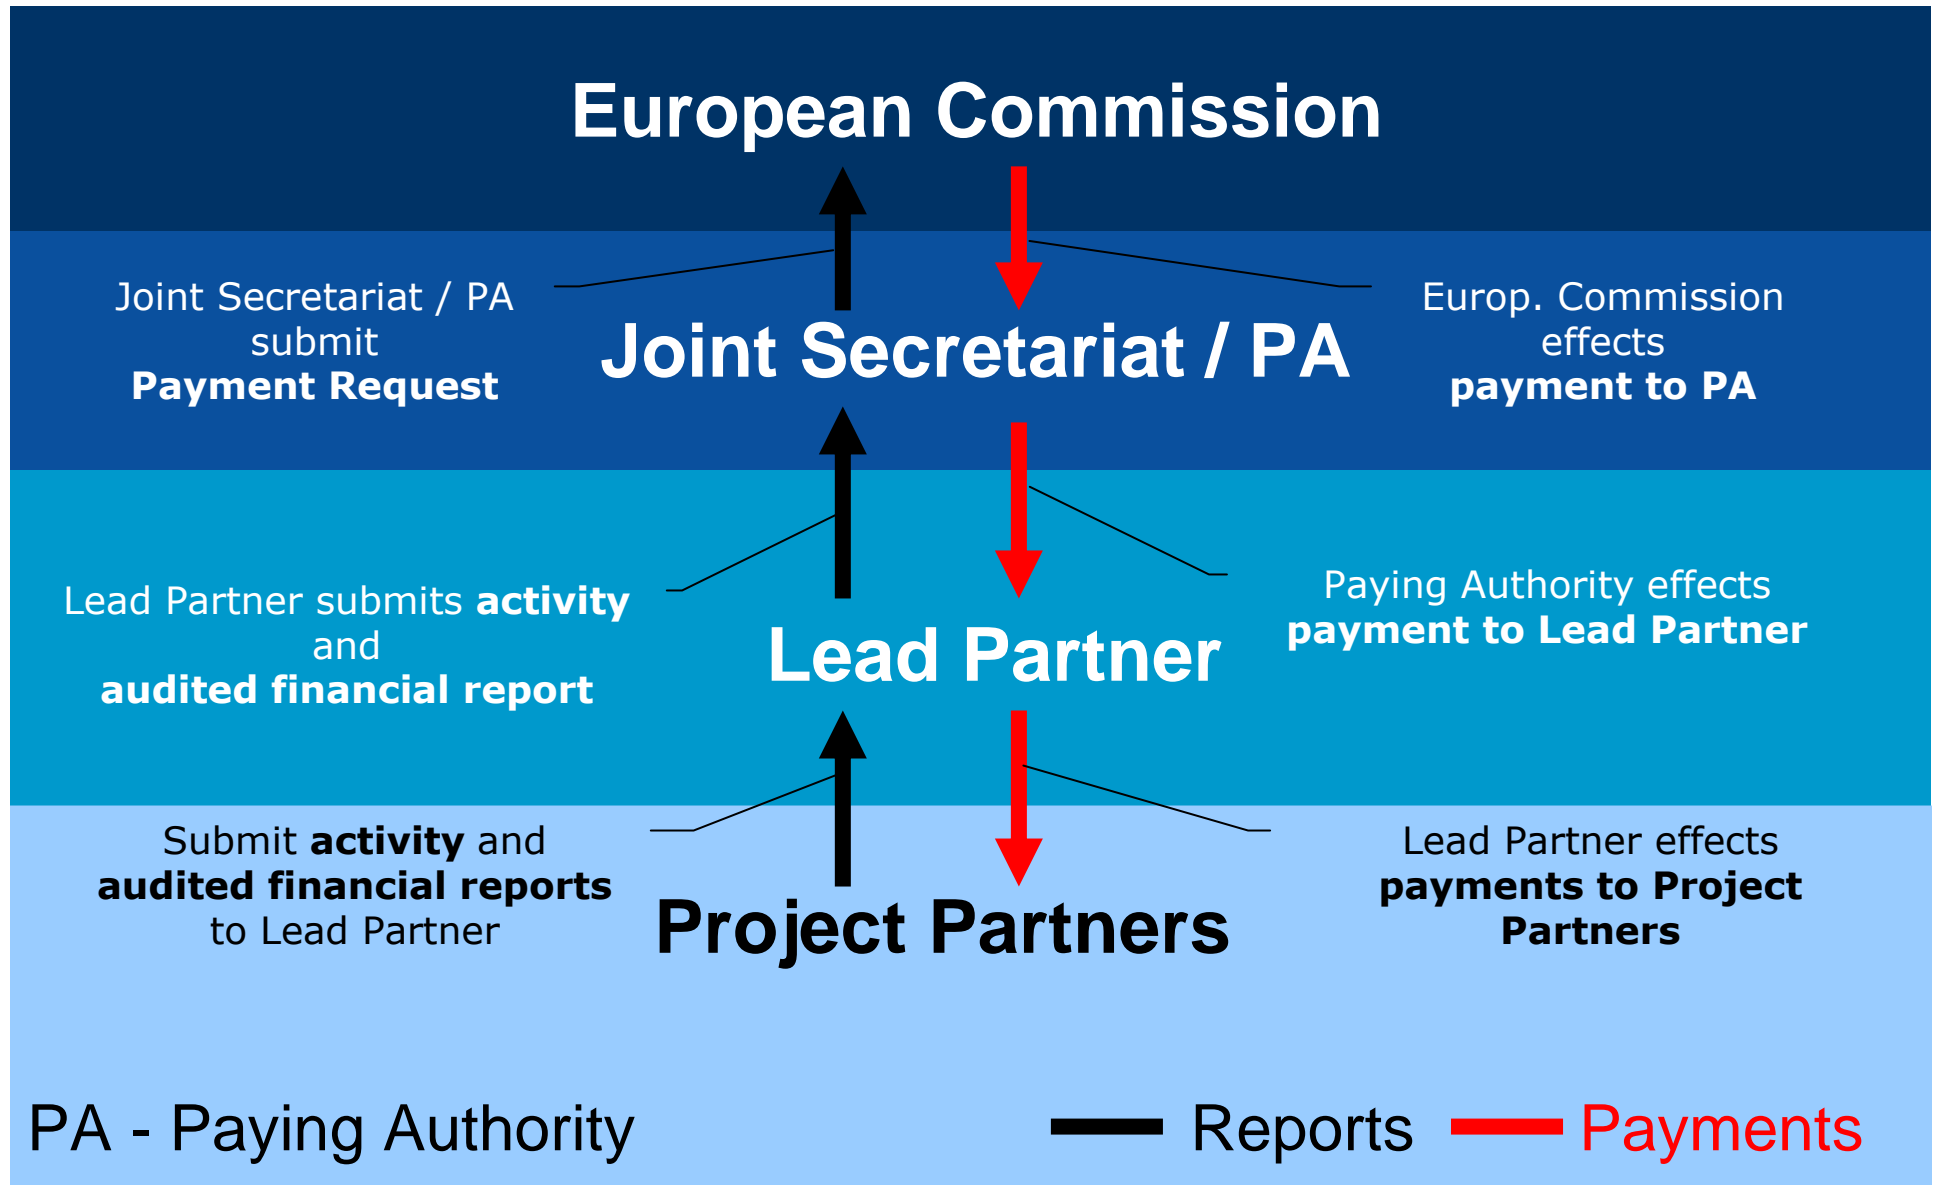 European Commission
Joint Secretariat / PA
submit
Payment Request
Joint Secretariat / PA
Europ. Commission
effects
payment to PA
Lead Partner submits activity
and
audited financial report
Lead Partner
Paying Authority effects
payment to Lead Partner
Submit activity and
audited financial reports
to Lead Partner
Project Partners
Lead Partner effects
payments to Project
Partners
PA - Paying Authority
Reports
Payments